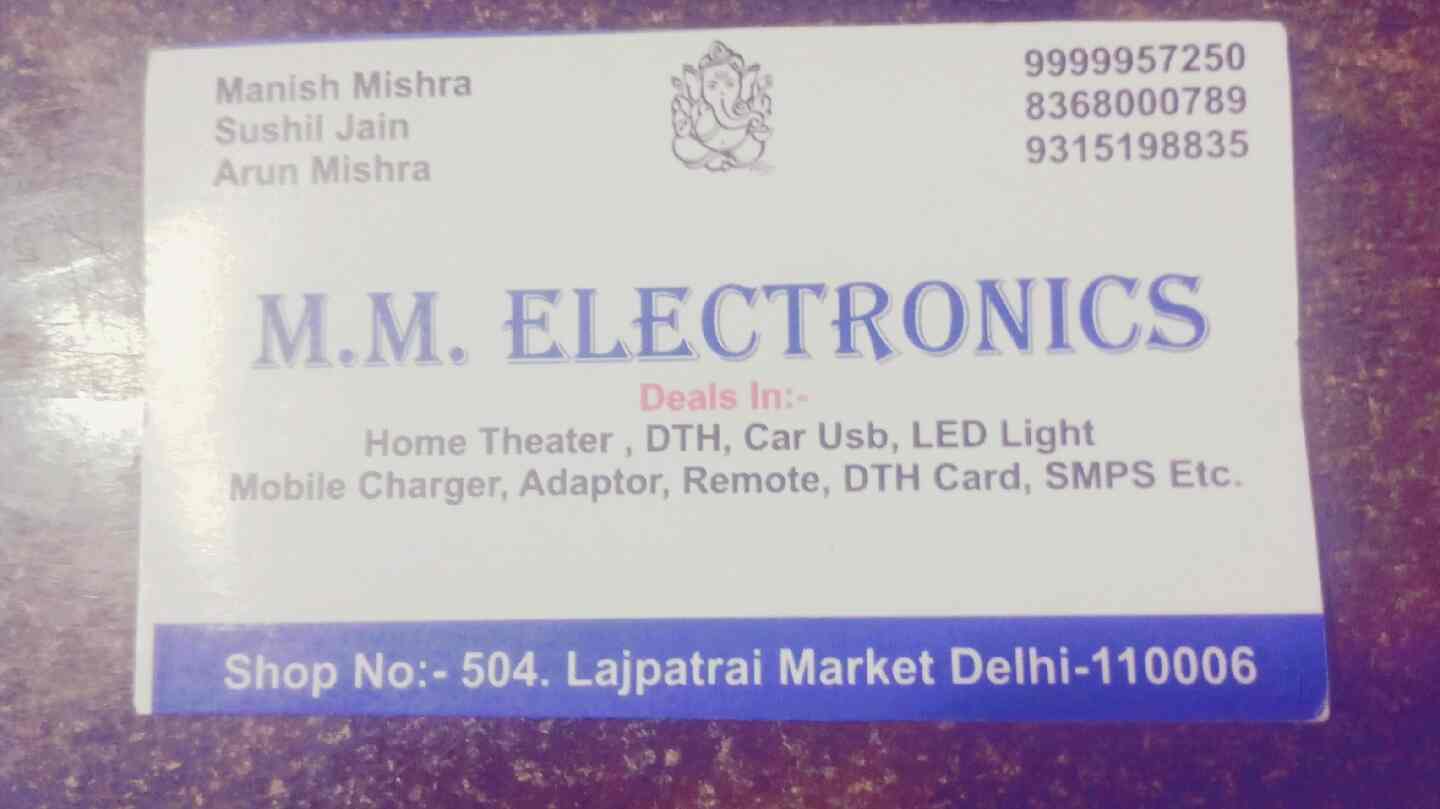 Manish Mishra
Sushil Jain
Arun Mishra
9999957250
8368000789
9315198835
M.M. ELECTRONICS
Deals In:-
Home Theater , DTH, Car Usb, LED Light
Mobile Charger, Adaptor, Remote, DTH Card, SMPS Etc.
Shop No:- 504. Lajpatrai Market Delhi-110006